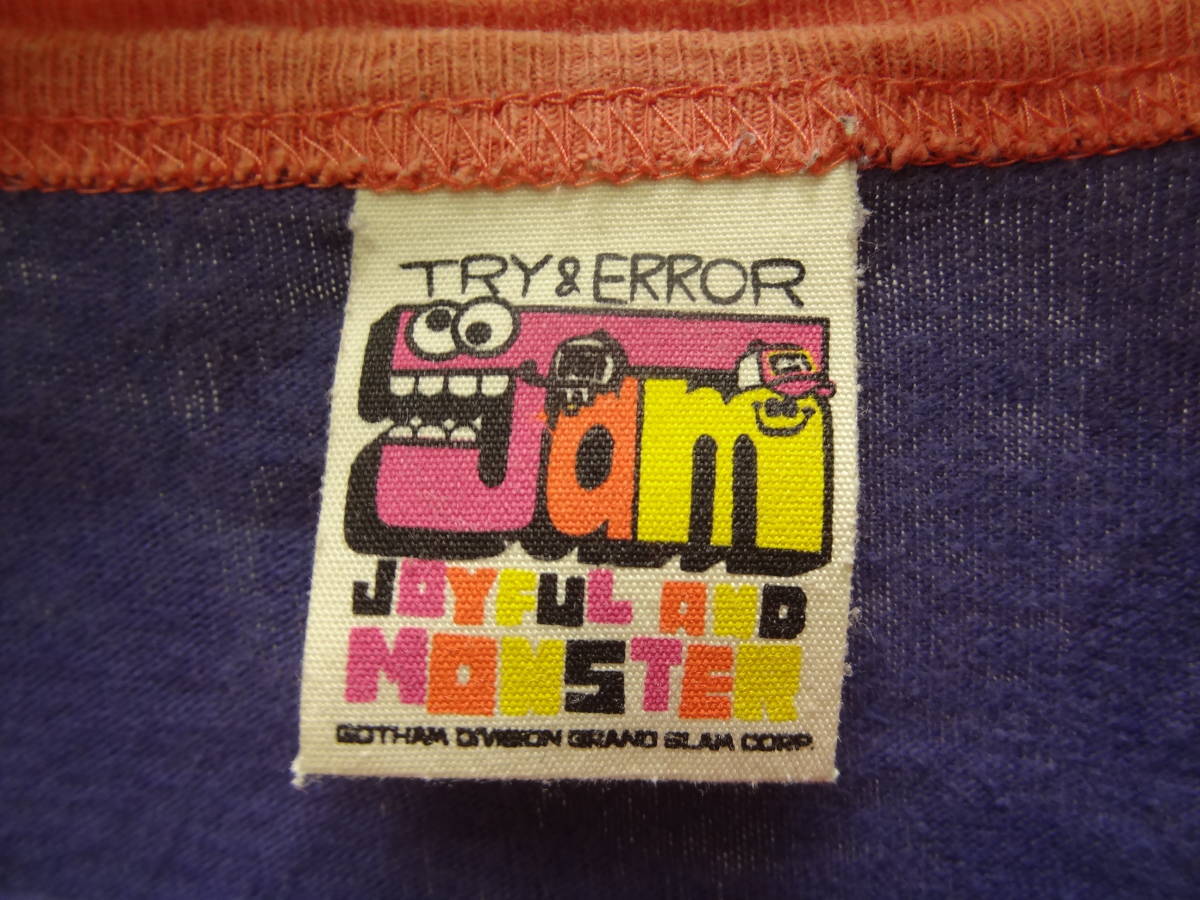 TRY & ERROR
Jam
JOYFUL AND
MONSTER
GOTHAM DIVISION GRAND SLAM CORP.